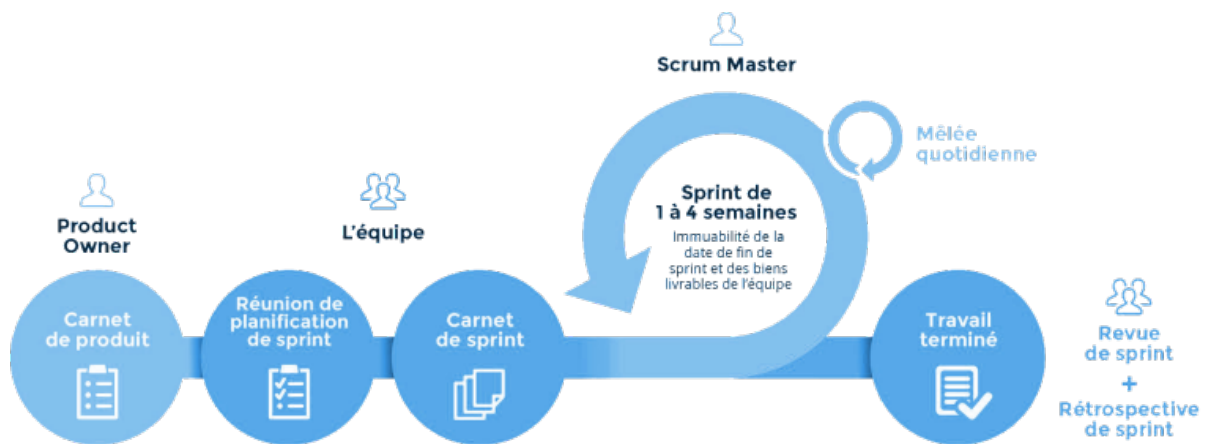 Scrum Master
Mêlée
quotidienne
Sprint de
1 à 4 semaines
Immuabilité de la
date de fin de
sprint et des biens
livrables de l'équipe
Product
Owner
L'équipe
Carnet
de produit
Réunion de
planification
de sprint
Carnet
de sprint
Travail
terminé
Revue
de sprint
+
Rétrospective
de sprint